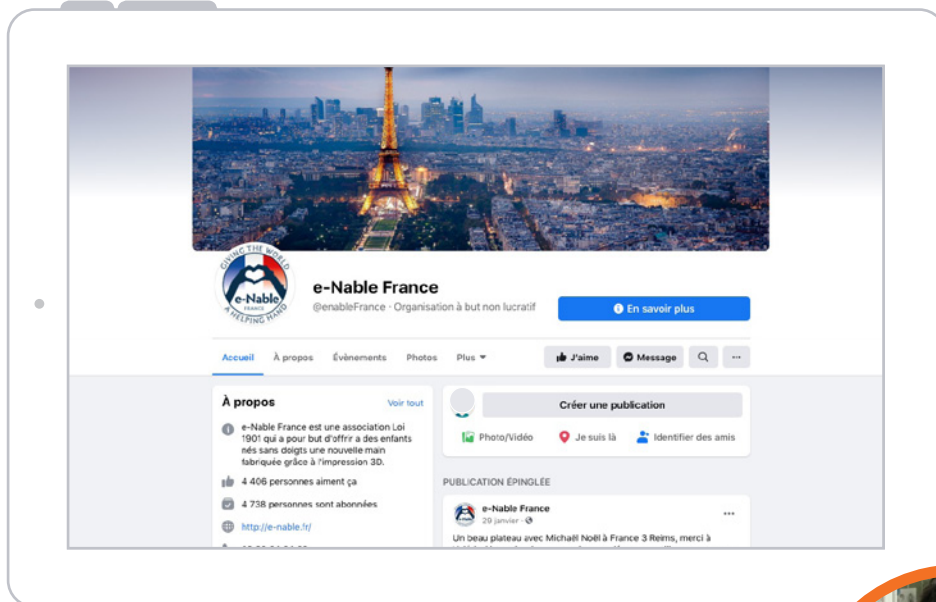 GIVING THE WORLD
e-Nable
FRANCE
A HELPING HAND
e-Nable France
@enableFrance · Organisation à but non lucratif
En savoir plus
Accueil À propos Évènements Photos Plus
J'aime Message
À propos Voir tout
e-Nable France est une association Loi
1901 qui a pour but d'offrir a des enfants
nés sans doigts une nouvelle main
fabriquée grâce à l'impression 3D.
4 406 personnes aiment ça
4 738 personnes sont abonnées
http://e-nable.fr/
Créer une publication
Photo/Vidéo Je suis là Identifier des amis
PUBLICATION ÉPINGLÉE
e-Nable France
29 janvier ·
Un beau plateau avec Michaël Noël à France 3 Reims, merci à